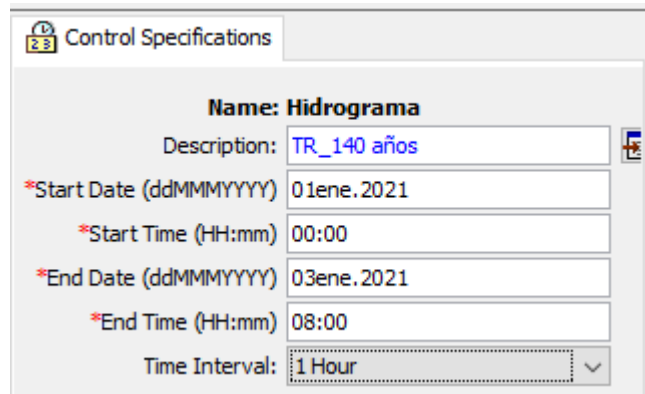 Control Specifications
Name: Hidrograma
Description: TR_140 años
*Start Date (ddMMMYYYY) 01ene.2021
*Start Time (HH:mm) 00:00
*End Date (ddMMMYYYY) 03ene.2021
*End Time (HH:mm) 08:00
Time Interval: 1 Hour